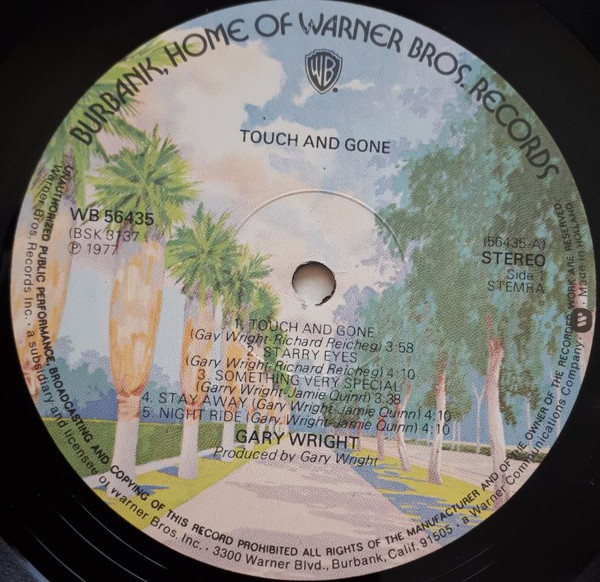 BURBANK, HOME OF WARNER BROS. RECORDS
WB
TOUCH AND GONE
WB 56435
(BSK 3137
℗ 1977
(56435-A)
STEREO
Side 1
STEMRA
1. TOUCH AND GONE
(Gay Wright-Richard Reicheg) 3:58
2. STARRY EYES
(Gary Wright-Richard Reicheg) 4:10
3. SOMETHING VERY SPECIAL
(Garry Wright-Jamie Quinn) 3:38
4. STAY AWAY (Gary Wright-Jamie Quinn) 4:10
5. NIGHT RIDE (Gary Wright-Jamie Quinn) 4:10
GARY WRIGHT
Produced by Gary Wright
UNAUTHORIZED PUBLIC PERFORMANCE, BROADCASTING AND COPYING OF THIS RECORD PROHIBITED ALL RIGHTS OF THE MANUFACTURER AND OF THE OWNER OF THE RECORDED WORK ARE RESERVED
Warner Bros. Records Inc. · a subsidiary and licensee of Warner Bros. Inc. · 3300 Warner Blvd., Burbank, Calif. 91505 · a Warner Communications Company · Made in HOLLAND